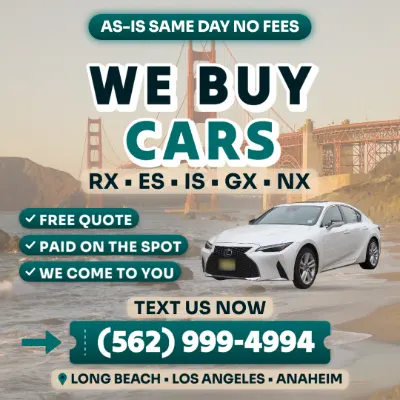 AS-IS SAME DAY NO FEES
WE BUY
CARS
RX ▪ ES ▪ IS ▪ GX ▪ NX
✓ FREE QUOTE
✓ PAID ON THE SPOT
✓ WE COME TO YOU
TEXT US NOW
(562) 999-4994
LONG BEACH ▪ LOS ANGELES ▪ ANAHEIM